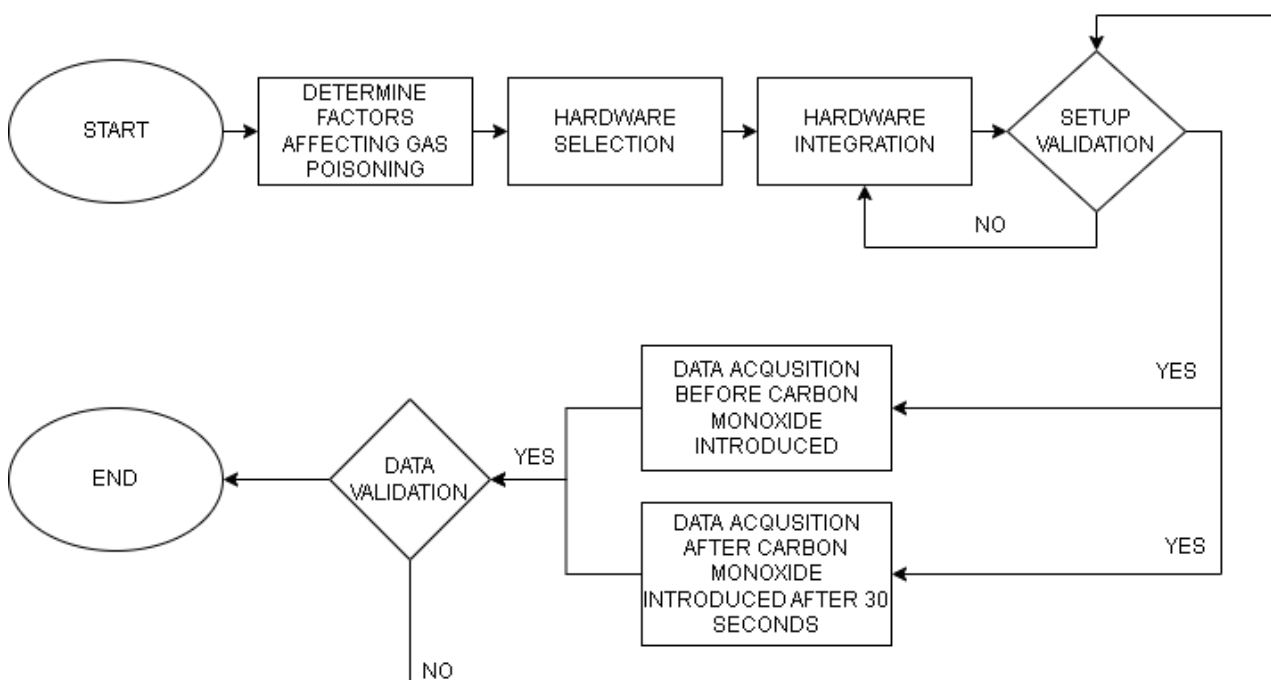 START
DETERMINE
FACTORS
AFFECTING GAS
POISONING
HARDWARE
SELECTION
HARDWARE
INTEGRATION
SETUP
VALIDATION
NO
YES
DATA ACQUSITION
BEFORE CARBON
MONOXIDE
INTRODUCED
YES
DATA ACQUSITION
AFTER CARBON
MONOXIDE
INTRODUCED AFTER 30
SECONDS
YES
DATA
VALIDATION
NO
END